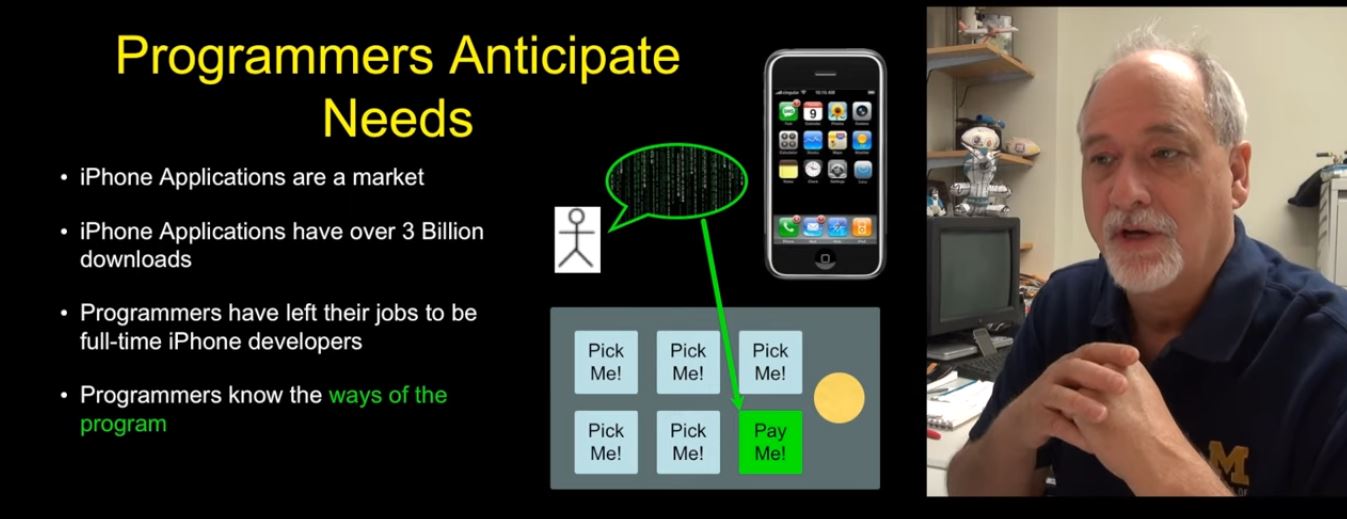 Programmers Anticipate
Needs
• iPhone Applications are a market
• iPhone Applications have over 3 Billion
downloads
• Programmers have left their jobs to be
full-time iPhone developers
• Programmers know the ways of the
program
9
Pick
Me!
Pick
Me!
Pick
Me!
Pick
Me!
Pick
Me!
Pay
Me!
M